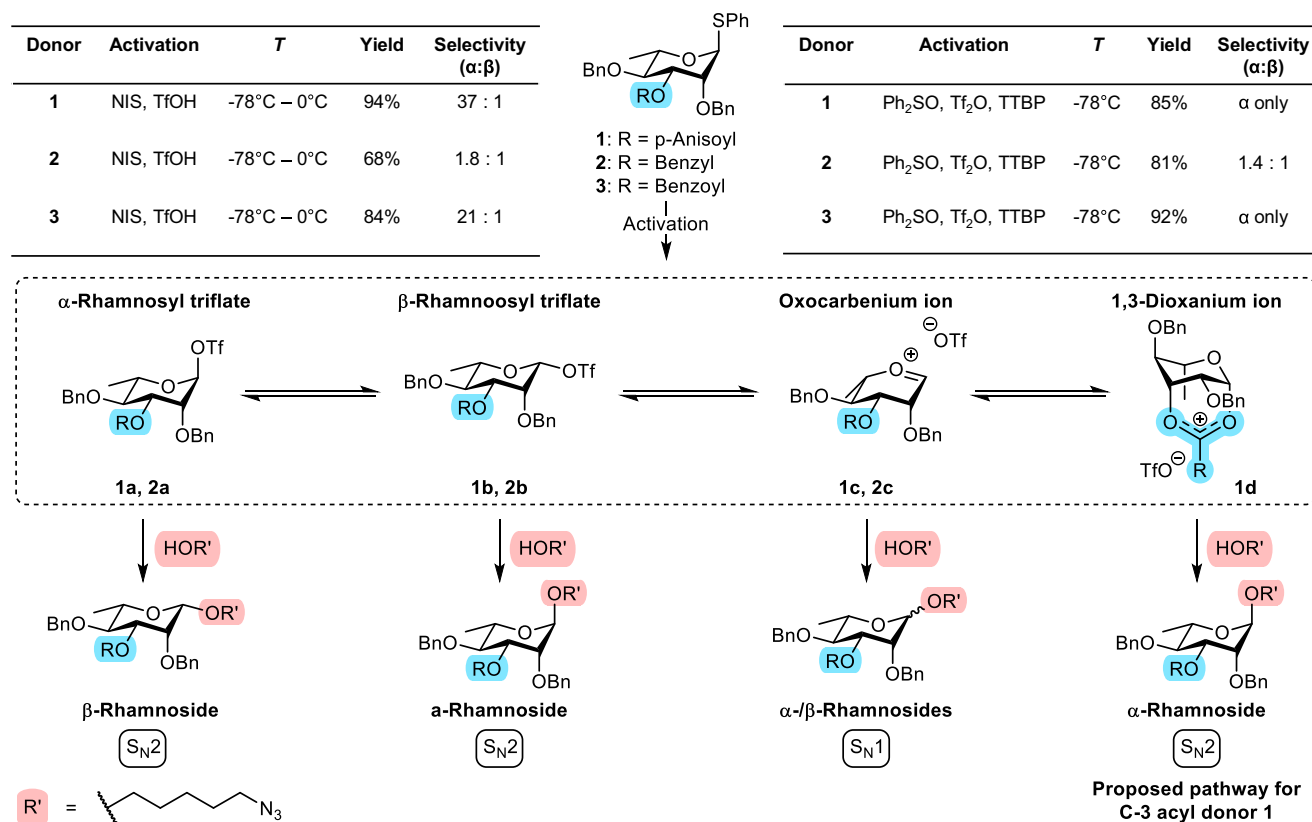 Donor Activation T Yield Selectivity (α:β)
1 NIS, TfOH -78°C – 0°C 94% 37 : 1
2 NIS, TfOH -78°C – 0°C 68% 1.8 : 1
3 NIS, TfOH -78°C – 0°C 84% 21 : 1
SPh
O
BnO
RO
OBn
1: R = p-Anisoyl
2: R = Benzyl
3: R = Benzoyl
Activation
Donor Activation T Yield Selectivity (α:β)
1 Ph2SO, Tf2O, TTBP -78°C 85% α only
2 Ph2SO, Tf2O, TTBP -78°C 81% 1.4 : 1
3 Ph2SO, Tf2O, TTBP -78°C 92% α only
α-Rhamnosyl triflate
OTf
O
BnO
RO
OBn
1a, 2a
β-Rhamnoosyl triflate
O
OTf
BnO
RO
OBn
1b, 2b
Oxocarbenium ion
⊖
OTf
O
⊕
BnO
RO
OBn
1c, 2c
1,3-Dioxanium ion
OBn
O
OBn
O ⊕ O
TfO⊖
R
1d
HOR'
HOR'
HOR'
HOR'
O
OR'
BnO
RO
OBn
β-Rhamnoside
SN2
OR'
O
BnO
RO
OBn
a-Rhamnoside
SN2
OR'
O
BnO
RO
OBn
α-/β-Rhamnosides
SN1
OR'
O
BnO
RO
OBn
α-Rhamnoside
SN2
Proposed pathway for
C-3 acyl donor 1
R' =
N3